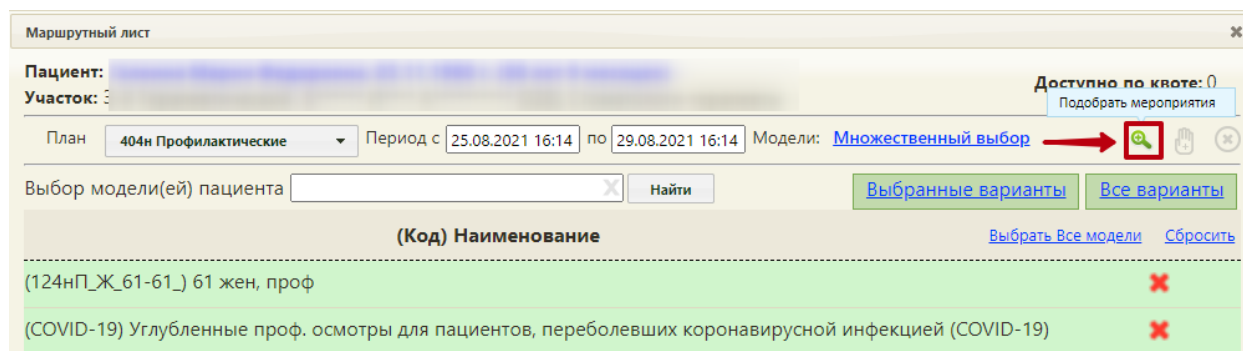 Маршрутный лист
Пациент:
Участок: 3
Доступно по квоте: 0
Подобрать мероприятия
План 404н Профилактические Период с 25.08.2021 16:14 по 29.08.2021 16:14 Модели: Множественный выбор
Выбор модели(ей) пациента X Найти Выбранные варианты Все варианты
(Код) Наименование Выбрать Все модели Сбросить
(124нП_Ж_61-61_) 61 жен, проф
(COVID-19) Углубленные проф. осмотры для пациентов, переболевших коронавирусной инфекцией (COVID-19)